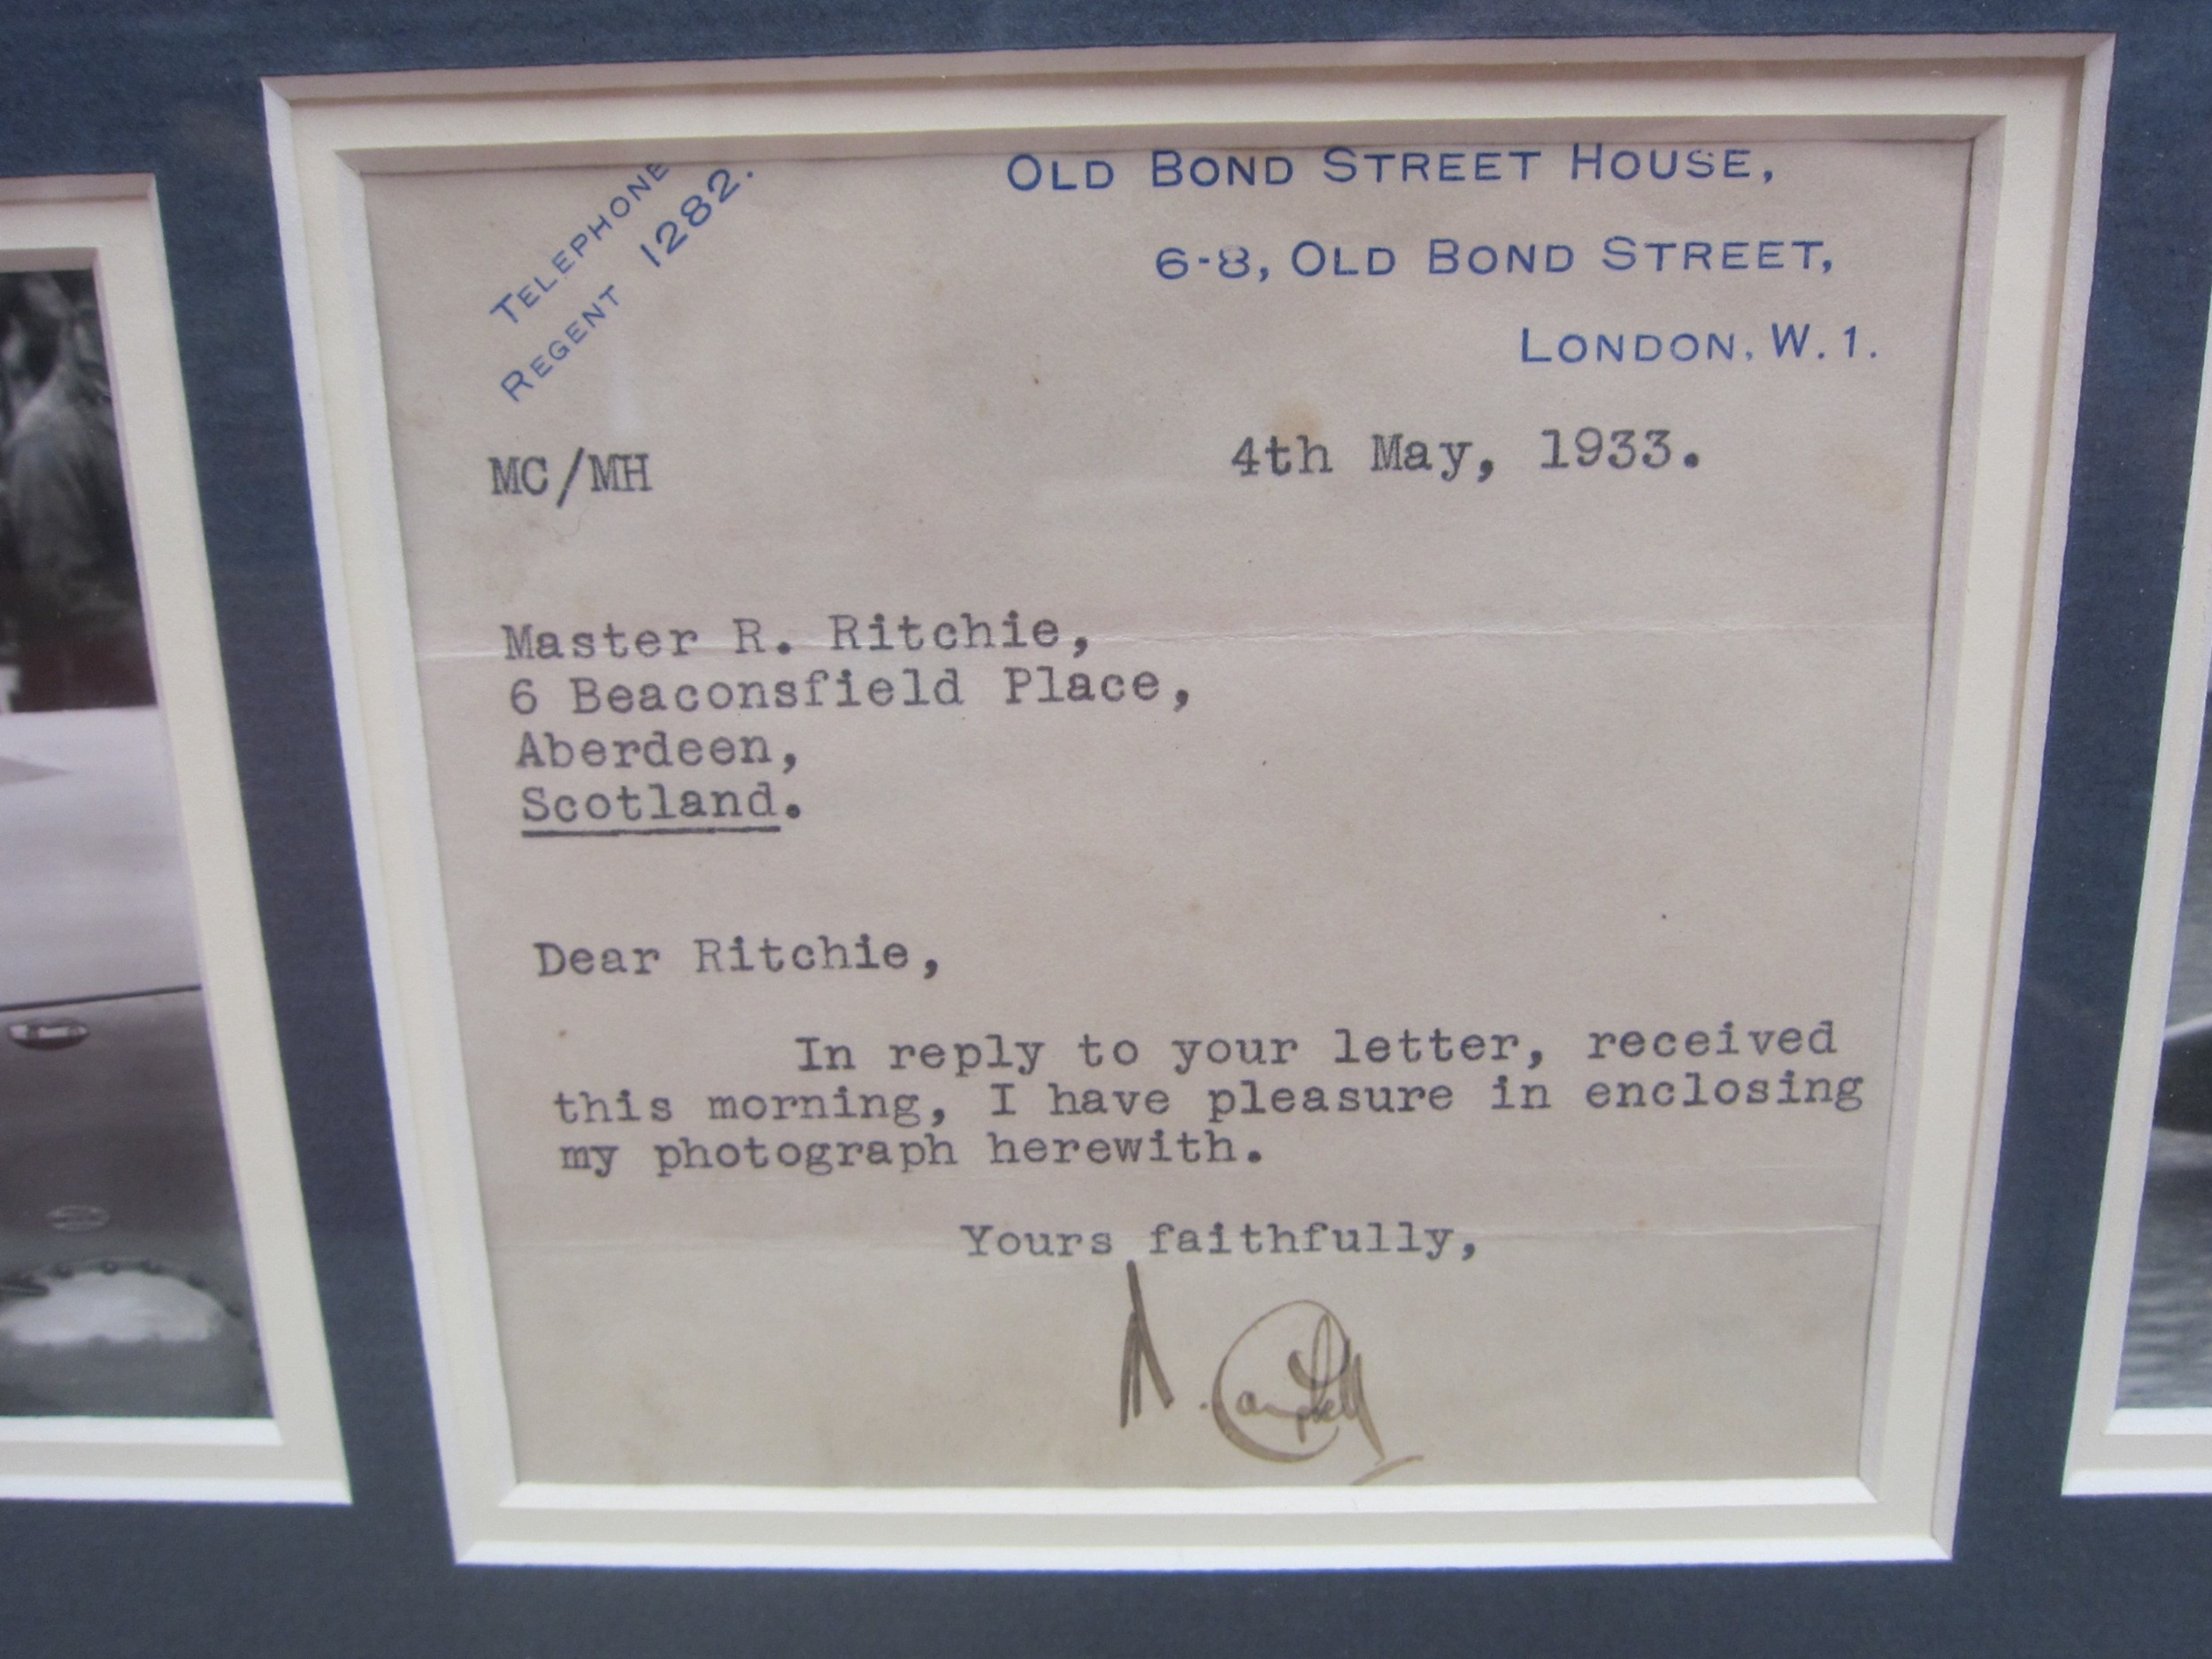 TELEPHONE
REGENT 1282.
OLD BOND STREET HOUSE,
6-8, OLD BOND STREET,
LONDON, W. 1.
MC/MH
4th May, 1933.
Master R. Ritchie,
6 Beaconsfield Place,
Aberdeen,
Scotland.
Dear Ritchie,
In reply to your letter, received
this morning, I have pleasure in enclosing
my photograph herewith.
Yours faithfully,
M. Campbell